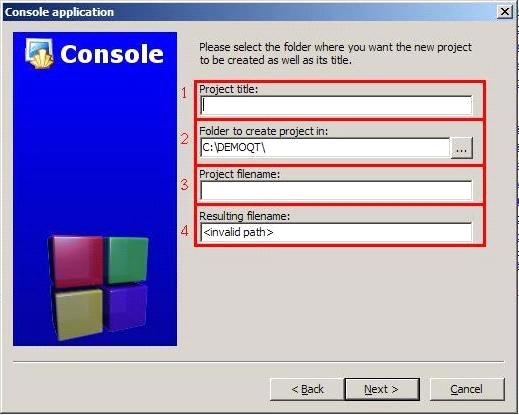 Console application
Console
Please select the folder where you want the new project
to be created as well as its title.
1 Project title:
2 Folder to create project in:
C:\DEMOQT\ ...
3 Project filename:
4 Resulting filename:
<invalid path>
< Back Next > Cancel